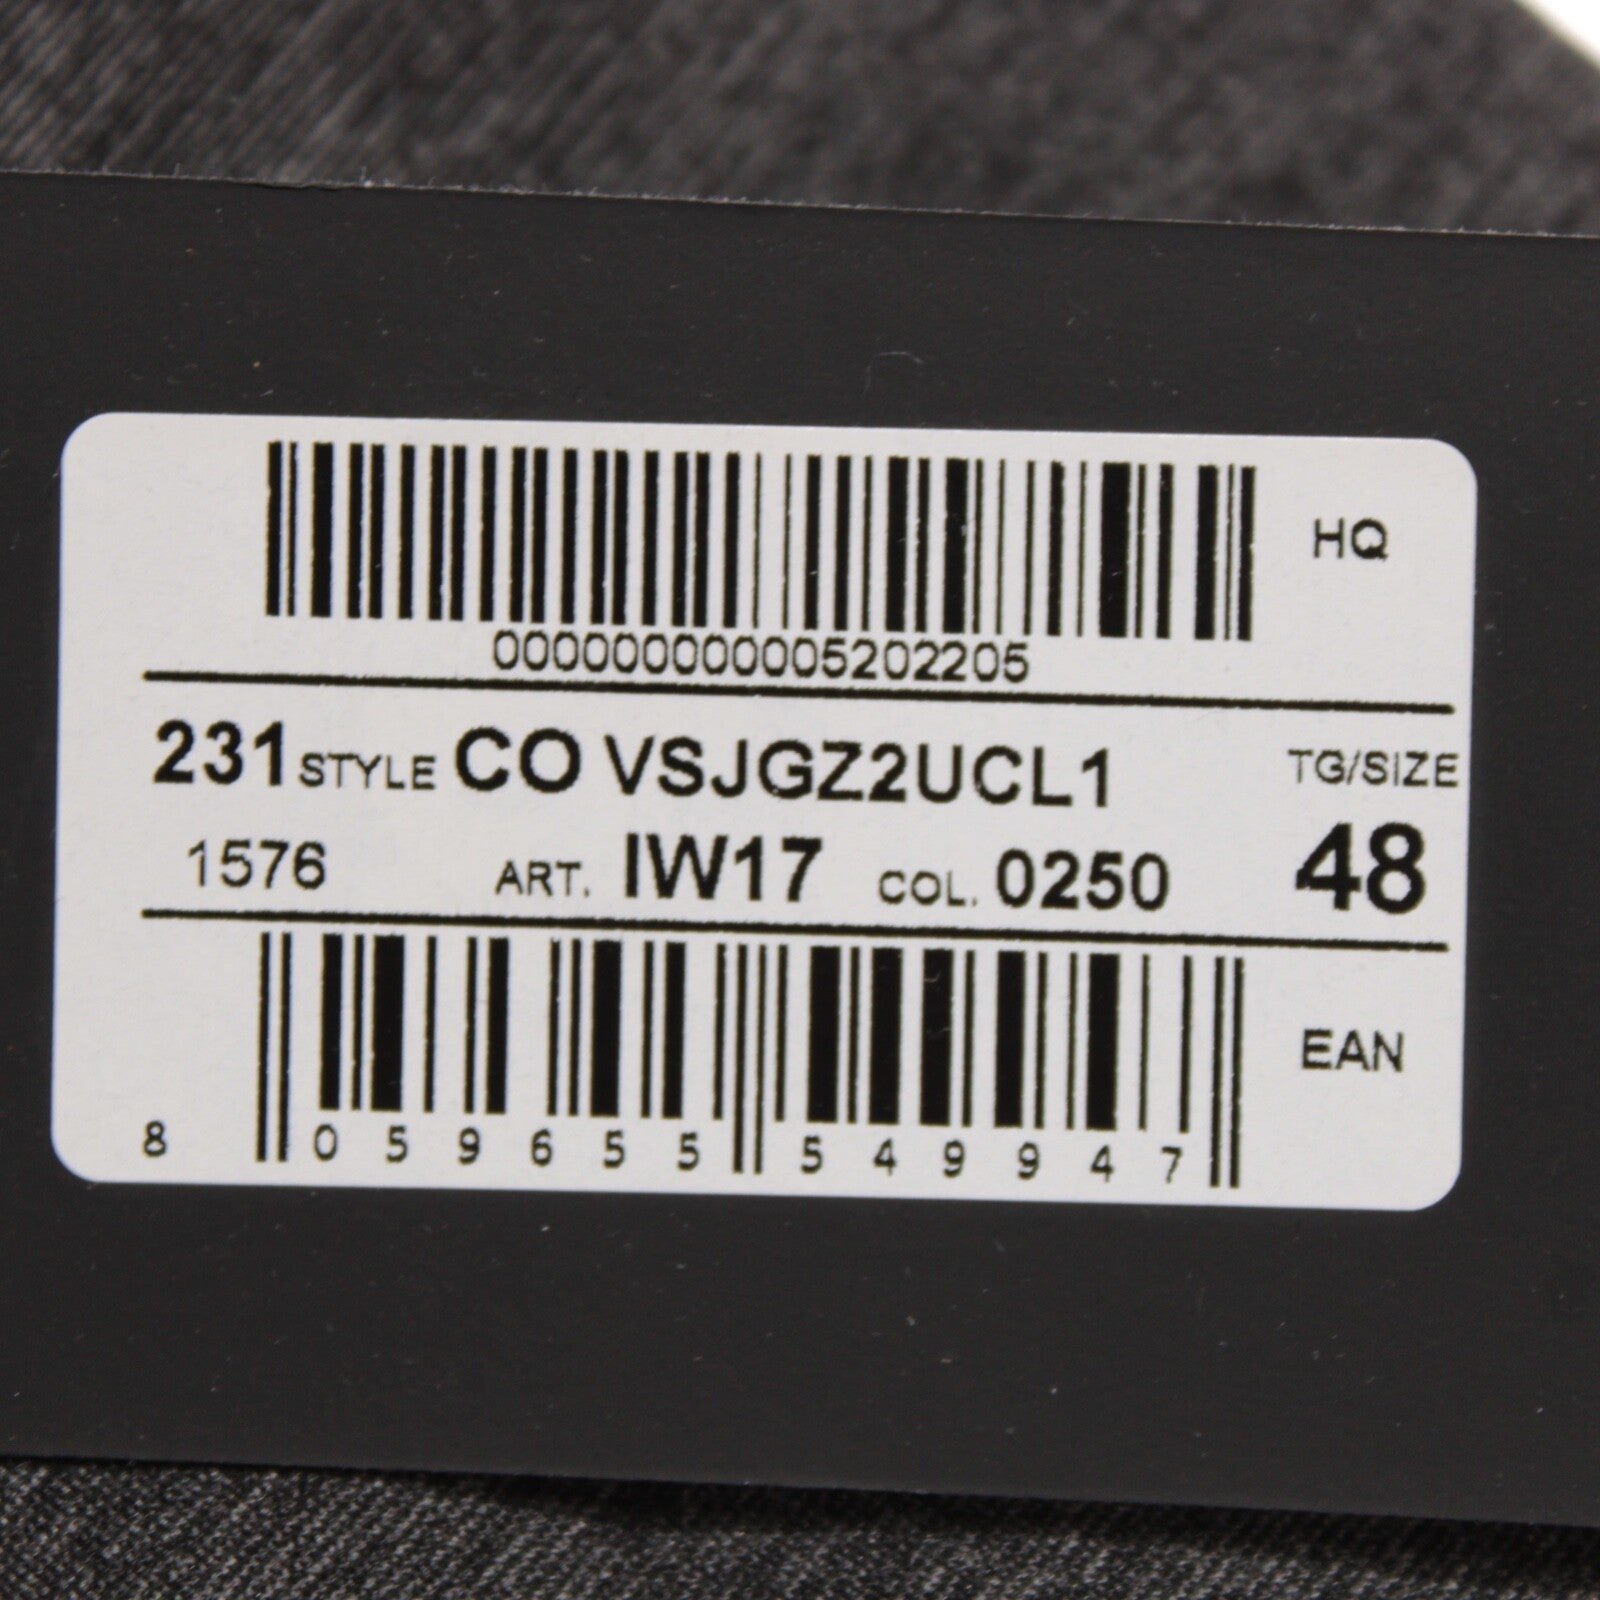 HQ
000000000005202205
231 STYLE CO VSJGZ2UCL1 TG/SIZE
1576 ART. IW17 COL. 0250 48
EAN
8 059655 549947